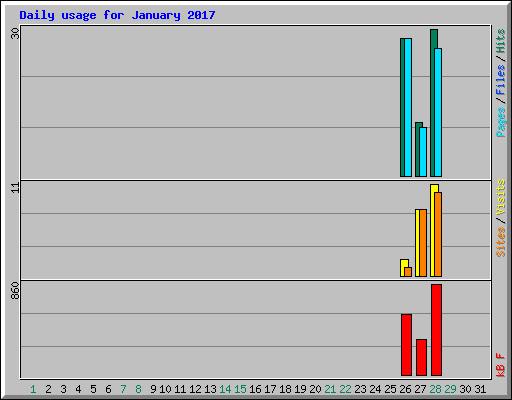 Daily usage for January 2017
30
11
860
Pages/Files/Hits
Sites/Visits
kB F
1 2 3 4 5 6 7 8 9 10 11 12 13 14 15 16 17 18 19 20 21 22 23 24 25 26 27 28 29 30 31